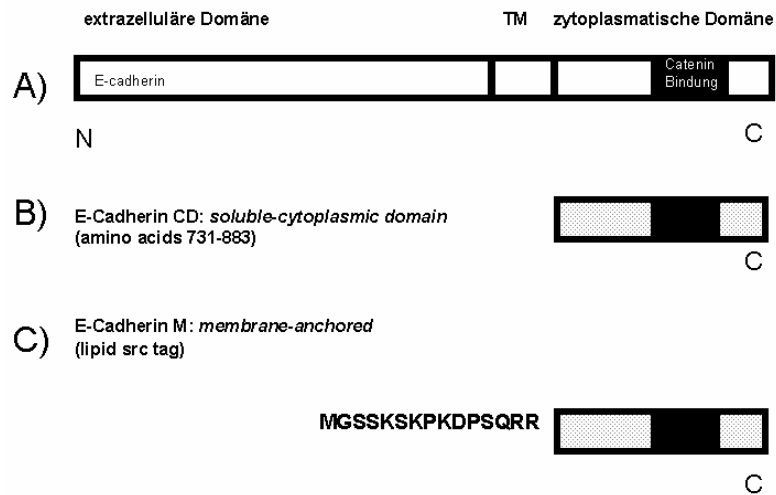 extrazelluläre Domäne TM zytoplasmatische Domäne
A)
E-cadherin
Catenin
Bindung
N C
B)
E-Cadherin CD: soluble-cytoplasmic domain
(amino acids 731-883)
C
C)
E-Cadherin M: membrane-anchored
(lipid src tag)
MGSSKSKPKDPSQRR
C